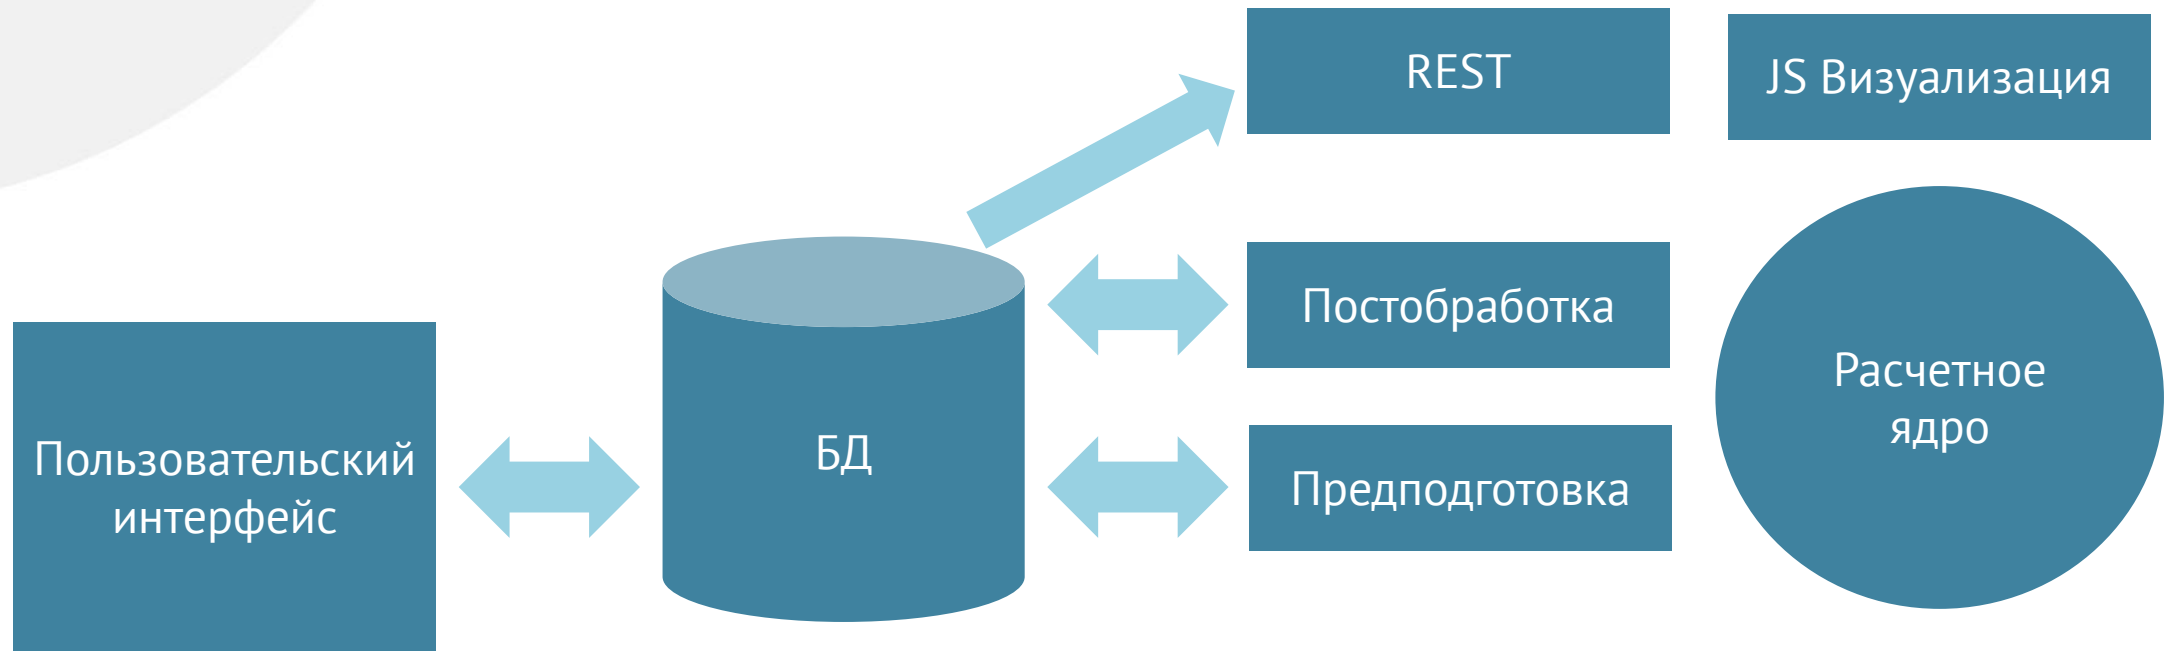 REST
JS Визуализация
Постобработка
Расчетное
ядро
Пользовательский
интерфейс
БД
Предподготовка